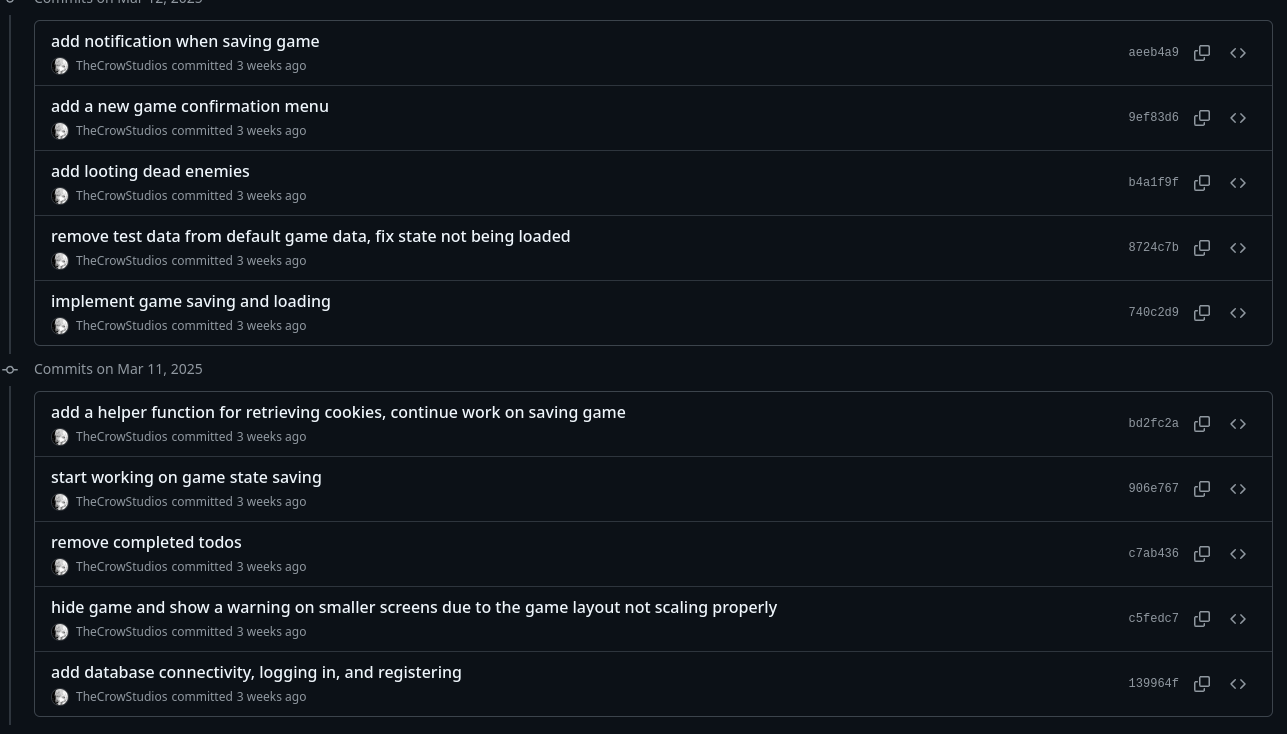 Commits on Mar 12, 2025
add notification when saving game
TheCrowStudios committed 3 weeks ago
aeeb4a9
add a new game confirmation menu
TheCrowStudios committed 3 weeks ago
9ef83d6
add looting dead enemies
TheCrowStudios committed 3 weeks ago
b4a1f9f
remove test data from default game data, fix state not being loaded
TheCrowStudios committed 3 weeks ago
8724c7b
implement game saving and loading
TheCrowStudios committed 3 weeks ago
740c2d9
Commits on Mar 11, 2025
add a helper function for retrieving cookies, continue work on saving game
TheCrowStudios committed 3 weeks ago
bd2fc2a
start working on game state saving
TheCrowStudios committed 3 weeks ago
906e767
remove completed todos
TheCrowStudios committed 3 weeks ago
c7ab436
hide game and show a warning on smaller screens due to the game layout not scaling properly
TheCrowStudios committed 3 weeks ago
c5fedc7
add database connectivity, logging in, and registering
TheCrowStudios committed 3 weeks ago
139964f